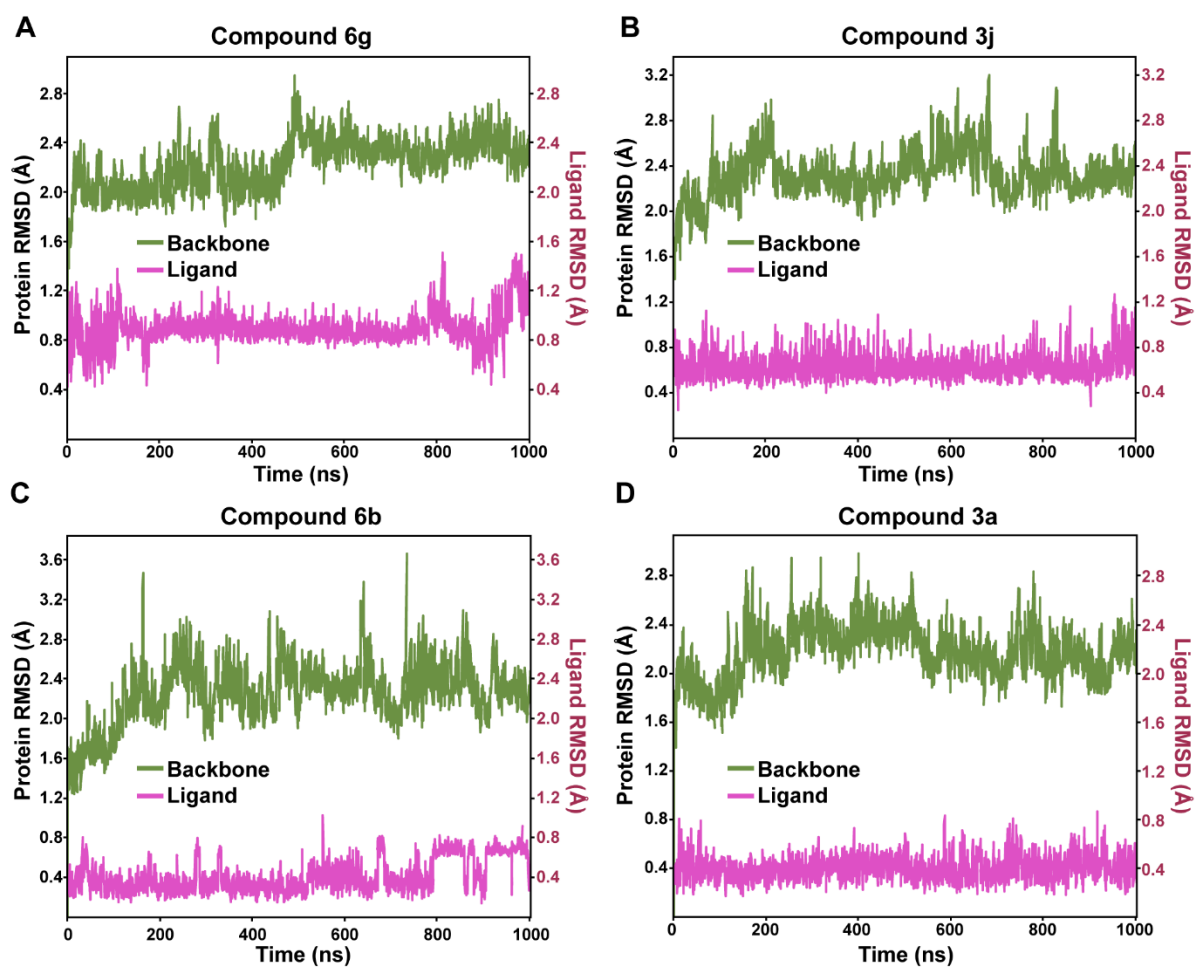 A
Compound 6g
Protein RMSD (Å)
2.8
2.4
2.0
1.6
1.2
0.8
0.4
2.8
2.4
2.0
1.6
1.2
0.8
0.4
Ligand RMSD (Å)
Backbone
Ligand
0 200 400 600 800 1000
Time (ns)
B
Compound 3j
Protein RMSD (Å)
3.2
2.8
2.4
2.0
1.6
1.2
0.8
0.4
3.2
2.8
2.4
2.0
1.6
1.2
0.8
0.4
Ligand RMSD (Å)
Backbone
Ligand
0 200 400 600 800 1000
Time (ns)
C
Compound 6b
Protein RMSD (Å)
3.6
3.2
2.8
2.4
2.0
1.6
1.2
0.8
0.4
3.6
3.2
2.8
2.4
2.0
1.6
1.2
0.8
0.4
Ligand RMSD (Å)
Backbone
Ligand
0 200 400 600 800 1000
Time (ns)
D
Compound 3a
Protein RMSD (Å)
2.8
2.4
2.0
1.6
1.2
0.8
0.4
2.8
2.4
2.0
1.6
1.2
0.8
0.4
Ligand RMSD (Å)
Backbone
Ligand
0 200 400 600 800 1000
Time (ns)